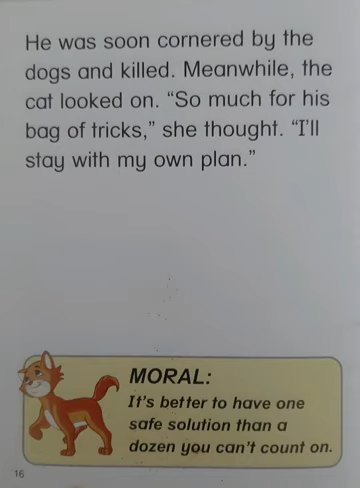 He was soon cornered by the
dogs and killed. Meanwhile, the
cat looked on. “So much for his
bag of tricks,” she thought. “I'll
stay with my own plan.”
MORAL:
It's better to have one
safe solution than a
dozen you can't count on.
16